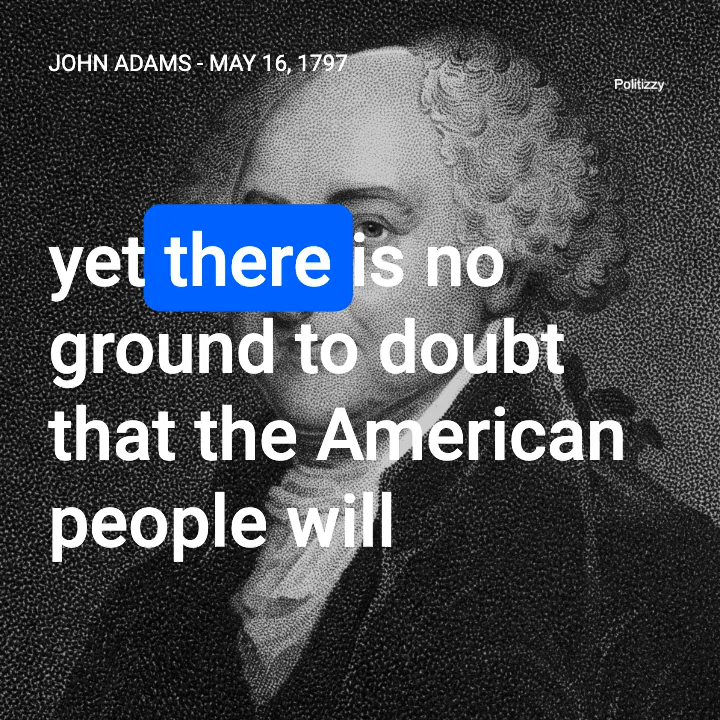 JOHN ADAMS - MAY 16, 1797
Politizzy
yet there is no
ground to doubt
that the American
people will